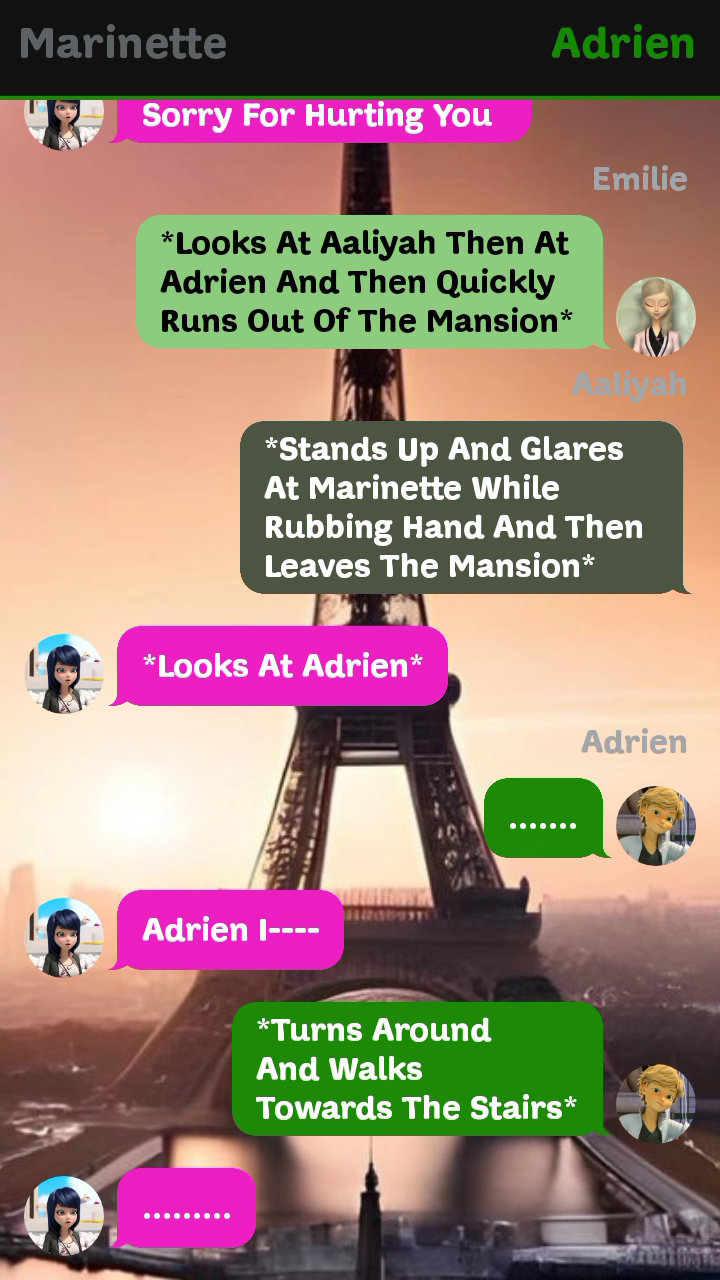 Marinette
Adrien
Sorry For Hurting You
Emilie
*Looks At Aaliyah Then At
Adrien And Then Quickly
Runs Out Of The Mansion*
Aaliyah
*Stands Up And Glares
At Marinette While
Rubbing Hand And Then
Leaves The Mansion*
*Looks At Adrien*
Adrien
.......
Adrien I----
*Turns Around
And Walks
Towards The Stairs*
.........